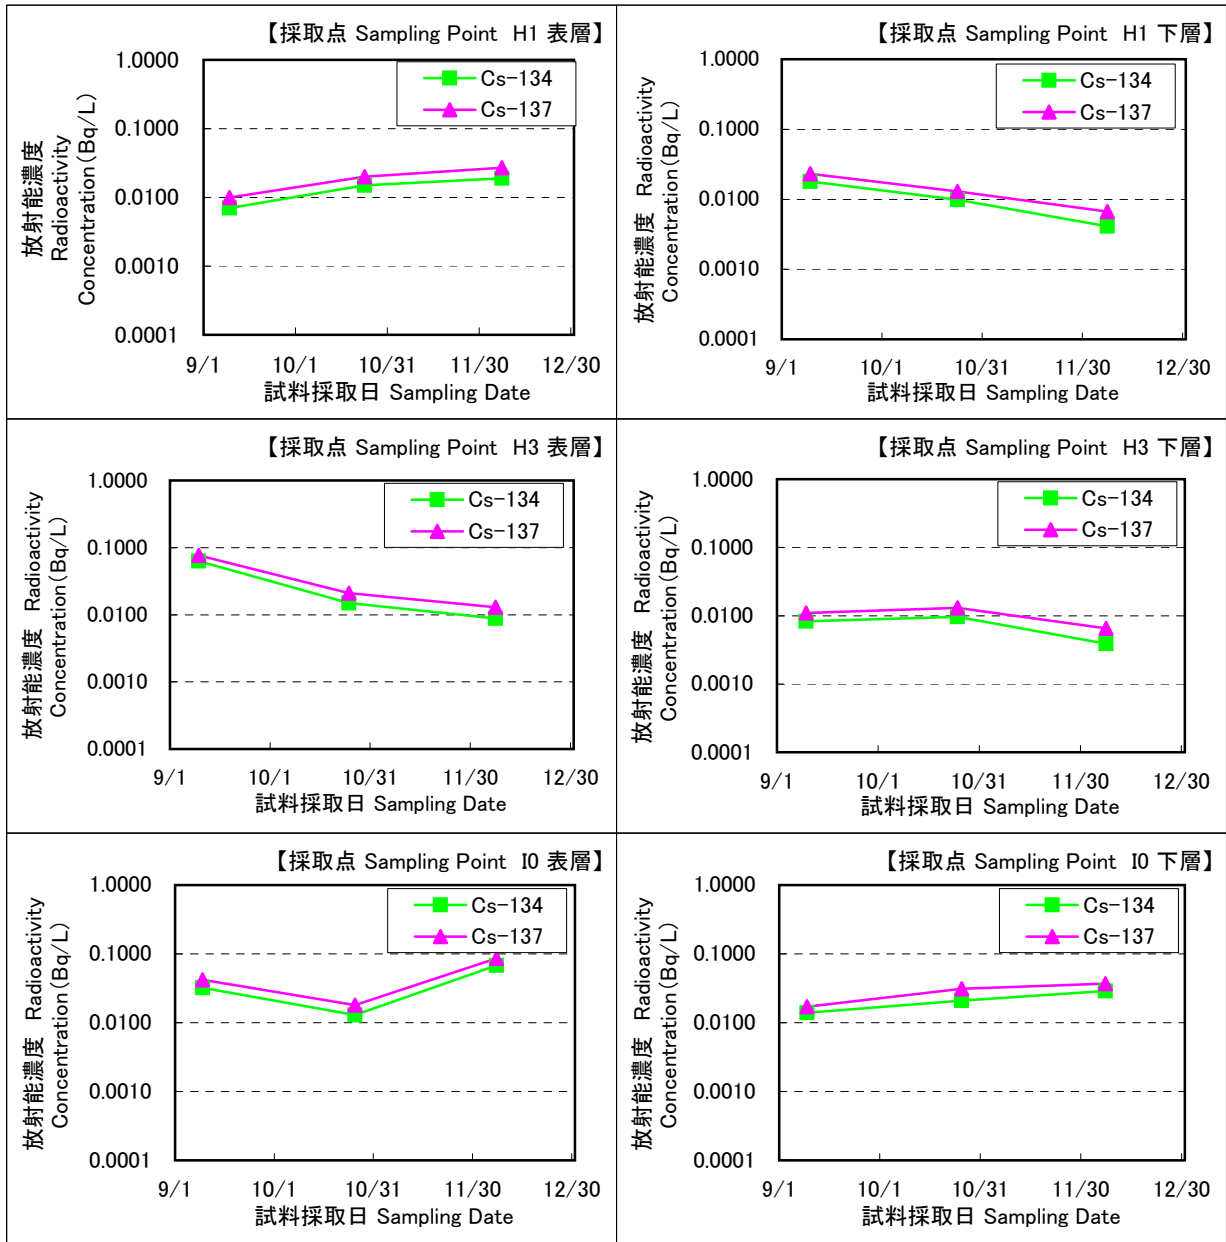 【採取点 Sampling Point H1 表層】
1.0000
0.1000
0.0100
0.0010
0.0001
放射能濃度
Radioactivity
Concentration(Bq/L)
Cs-134
Cs-137
9/1 10/1 10/31 11/30 12/30
試料採取日 Sampling Date
【採取点 Sampling Point H1 下層】
1.0000
0.1000
0.0100
0.0010
0.0001
放射能濃度 Radioactivity
Concentration(Bq/L)
Cs-134
Cs-137
9/1 10/1 10/31 11/30 12/30
試料採取日 Sampling Date
【採取点 Sampling Point H3 表層】
1.0000
0.1000
0.0100
0.0010
0.0001
放射能濃度 Radioactivity
Concentration(Bq/L)
Cs-134
Cs-137
9/1 10/1 10/31 11/30 12/30
試料採取日 Sampling Date
【採取点 Sampling Point H3 下層】
1.0000
0.1000
0.0100
0.0010
0.0001
放射能濃度 Radioactivity
Concentration(Bq/L)
Cs-134
Cs-137
9/1 10/1 10/31 11/30 12/30
試料採取日 Sampling Date
【採取点 Sampling Point I0 表層】
1.0000
0.1000
0.0100
0.0010
0.0001
放射能濃度 Radioactivity
Concentration(Bq/L)
Cs-134
Cs-137
9/1 10/1 10/31 11/30 12/30
試料採取日 Sampling Date
【採取点 Sampling Point I0 下層】
1.0000
0.1000
0.0100
0.0010
0.0001
放射能濃度 Radioactivity
Concentration(Bq/L)
Cs-134
Cs-137
9/1 10/1 10/31 11/30 12/30
試料採取日 Sampling Date